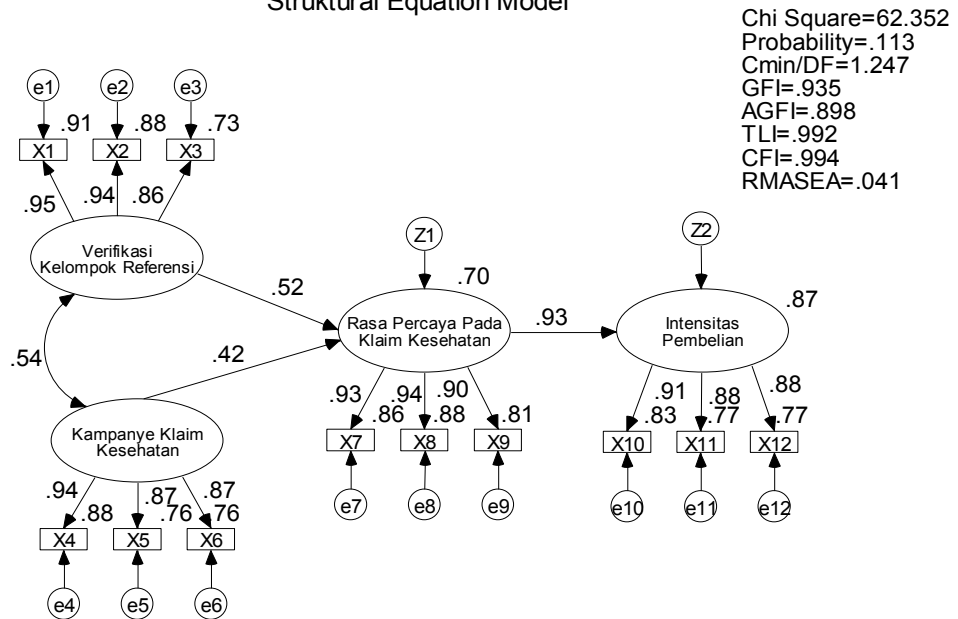 Struktural Equation Model
Chi Square=62.352
Probability=.113
Cmin/DF=1.247
GFI=.935
AGFI=.898
TLI=.992
CFI=.994
RMASEA=.041
e1
e2
e3
.91
.88
.73
X1
X2
X3
.95
.94
.86
Verifikasi
Kelompok Referensi
Z1
Z2
.52
.70
.87
Rasa Percaya Pada
Klaim Kesehatan
.93
Intensitas
Pembelian
.54
.42
.93
.94
.90
.86
.88
.81
X7
X8
X9
e7
e8
e9
.91
.88
.88
.83
.77
.77
X10
X11
X12
e10
e11
e12
Kampanye Klaim
Kesehatan
.94
.87
.87
.88
.76
.76
X4
X5
X6
e4
e5
e6